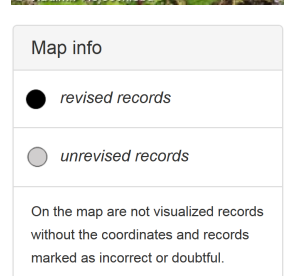 Map info
revised records
unrevised records
On the map are not visualized records
without the coordinates and records
marked as incorrect or doubtful.